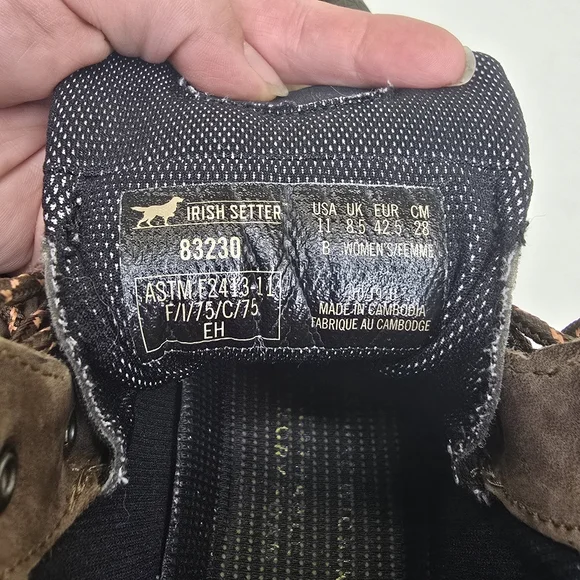 IRISH SETTER
83230
ASTM F2413-11
F/I/75/C/75
EH
USA UK EUR CM
11 8.5 42.5 28
B WOMEN'S/FEMME
MADE IN CAMBODIA
FABRIQUE AU CAMBODGE